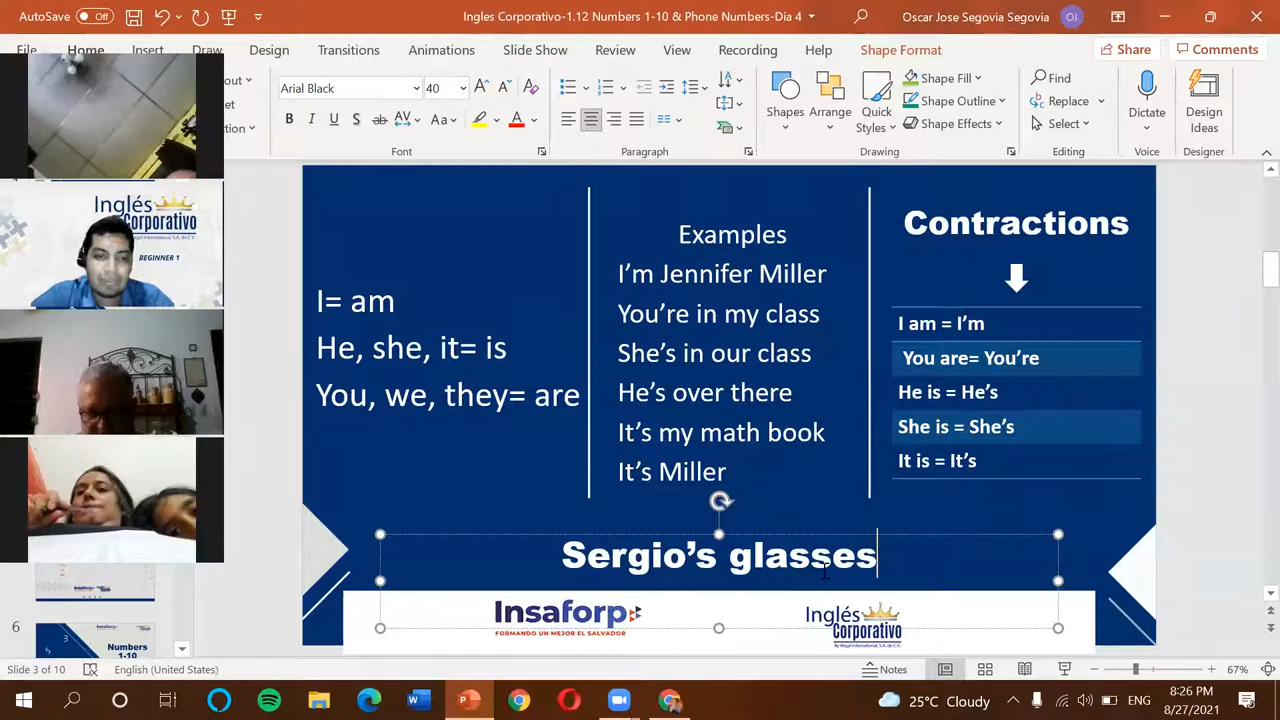 AutoSave Off
Ingles Corporativo-1.12 Numbers 1-10 & Phone Numbers-Dia 4
Oscar Jose Segovia Segovia OJ
File Home Insert Draw Design Transitions Animations Slide Show Review View Recording Help Shape Format
Share Comments
Arial Black 40
Shapes Arrange Quick Styles
Shape Fill
Shape Outline
Shape Effects
Find
Replace
Select
Dictate
Design Ideas
Font Paragraph Drawing Editing Voice Designer
Inglés
Corporativo
BEGINNER 1
I= am
He, she, it= is
You, we, they= are
Examples
I’m Jennifer Miller
You’re in my class
She’s in our class
He’s over there
It’s my math book
It’s Miller
Contractions
I am = I’m
You are= You’re
He is = He’s
She is = She’s
It is = It’s
Sergio’s glasses
Insaforp
FORMANDO UN MEJOR EL SALVADOR
Inglés
Corporativo
By Regal International, S.A. de C.V.
6
Numbers
1-10
Slide 3 of 10 English (United States) Notes 67%
25°C Cloudy ENG
8:26 PM
8/27/2021